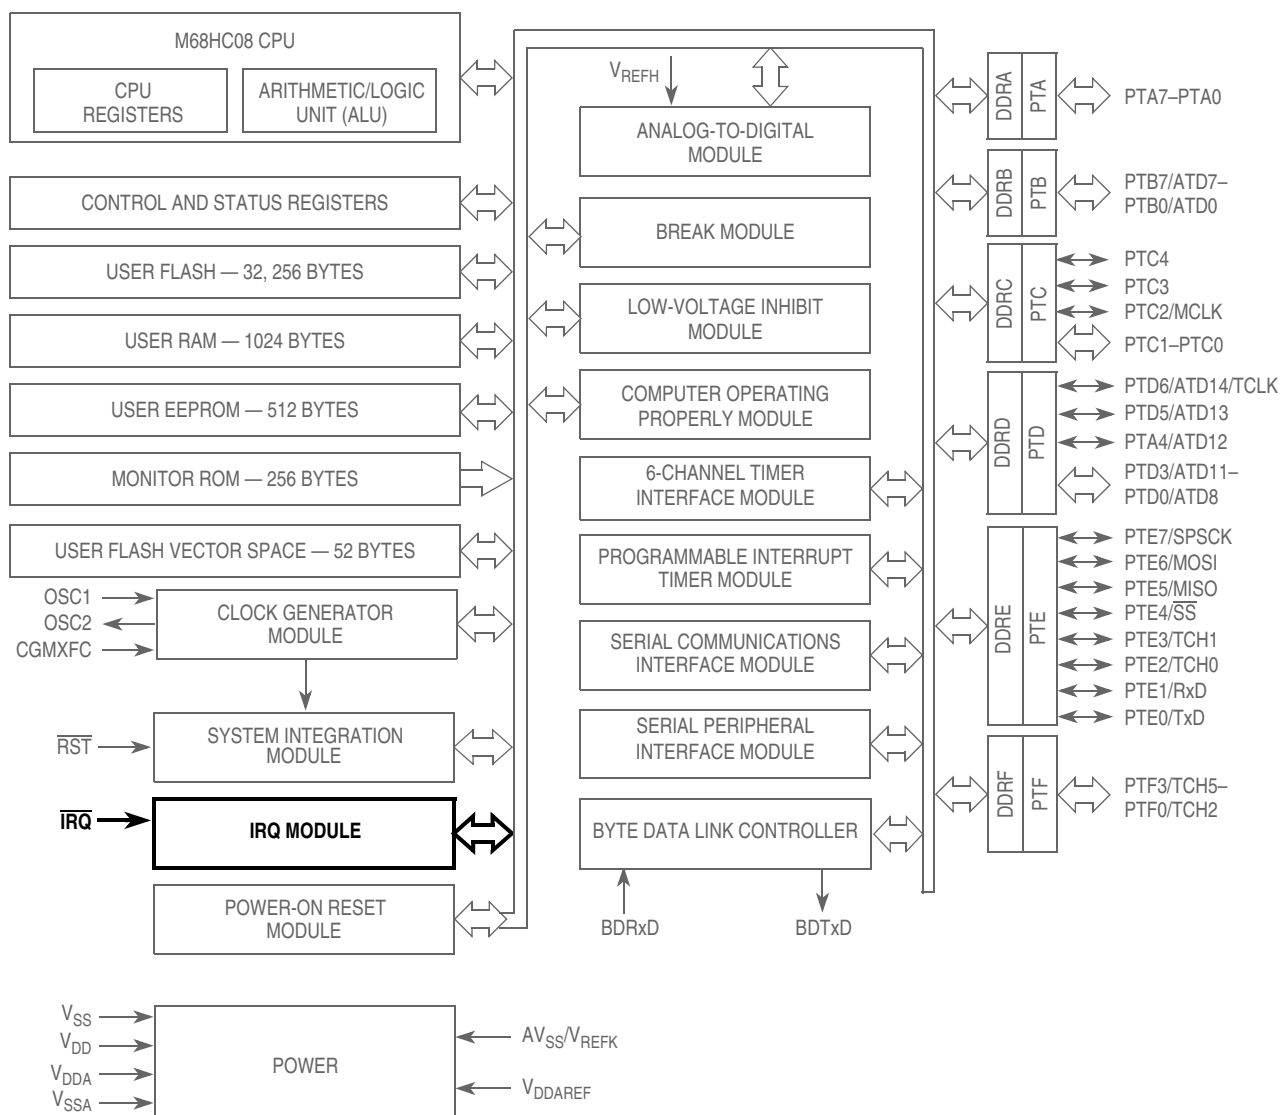 M68HC08 CPU
CPU
REGISTERS
ARITHMETIC/LOGIC
UNIT (ALU)
CONTROL AND STATUS REGISTERS
USER FLASH — 32, 256 BYTES
USER RAM — 1024 BYTES
USER EEPROM — 512 BYTES
MONITOR ROM — 256 BYTES
USER FLASH VECTOR SPACE — 52 BYTES
OSC1
OSC2
CGMXFC
CLOCK GENERATOR
MODULE
RST
SYSTEM INTEGRATION
MODULE
IRQ
IRQ MODULE
POWER-ON RESET
MODULE
VSS
VDD
VDDA
VSSA
POWER
AVSS/VREFK
VDDAREF
VREFH
ANALOG-TO-DIGITAL
MODULE
BREAK MODULE
LOW-VOLTAGE INHIBIT
MODULE
COMPUTER OPERATING
PROPERLY MODULE
6-CHANNEL TIMER
INTERFACE MODULE
PROGRAMMABLE INTERRUPT
TIMER MODULE
SERIAL COMMUNICATIONS
INTERFACE MODULE
SERIAL PERIPHERAL
INTERFACE MODULE
BYTE DATA LINK CONTROLLER
BDRxD
BDTxD
DDRA
PTA
PTA7–PTA0
DDRB
PTB
PTB7/ATD7–
PTB0/ATD0
DDRC
PTC
PTC4
PTC3
PTC2/MCLK
PTC1–PTC0
DDRD
PTD
PTD6/ATD14/TCLK
PTD5/ATD13
PTA4/ATD12
PTD3/ATD11–
PTD0/ATD8
DDRE
PTE
PTE7/SPSCK
PTE6/MOSI
PTE5/MISO
PTE4/SS
PTE3/TCH1
PTE2/TCH0
PTE1/RxD
PTE0/TxD
DDRF
PTF
PTF3/TCH5–
PTF0/TCH2